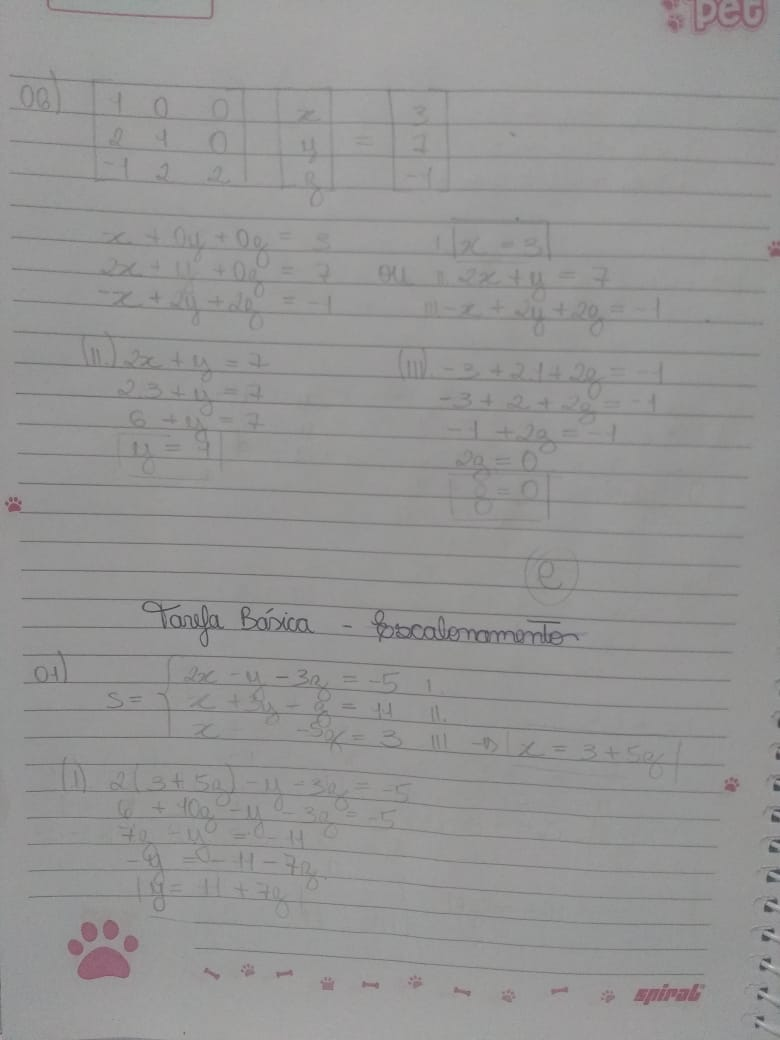 pet
08) 1 0 0 x 3
2 1 0 y = 7
-1 2 2 z -1
x + 0y + 0z = 3 I x = 3
2x + 1y + 0z = 7 ou II 2x + y = 7
-x + 2y + 2z = -1 III -x + 2y + 2z = -1
(II) 2x + y = 7 (III) -3 + 2.1 + 2z = -1
2.3 + y = 7 -3 + 2 + 2z = -1
6 + y = 7 -1 + 2z = -1
y = 1 2z = 0
z = 0
e
Tarefa Básica - Escalonamento
01) S = 2x - y - 3z = -5 I.
x + 3y - z = 11 II.
x -5z = 3 III → x = 3 + 5z
(I) 2(3 + 5z) - y - 3z = -5
6 + 10z - y - 3z = -5
7z - y = - 11
-y = - 11 - 7z
y = 11 + 7z
spiral